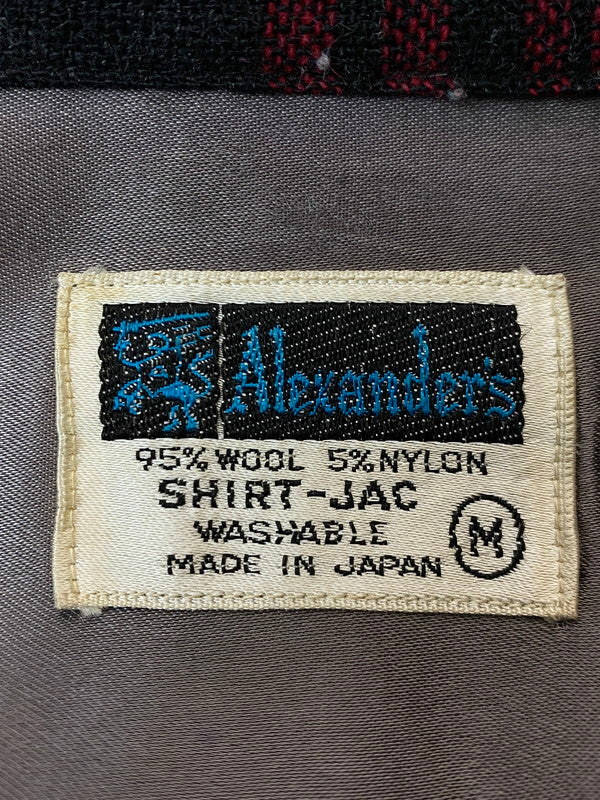 Alexander's
95% WOOL 5% NYLON
SHIRT-JAC
WASHABLE
MADE IN JAPAN
M